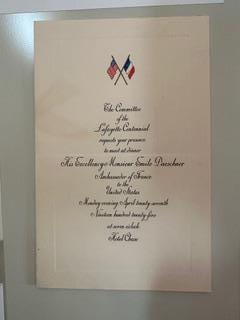 The Committee
of the
Lafayette Centennial
requests your presence
to meet at dinner
His Excellency Monsieur Emile Daeschner
Ambassador of France
to the
United States
Monday evening April twenty-seventh
Nineteen hundred twenty-five
at seven o'clock
Hotel Chase